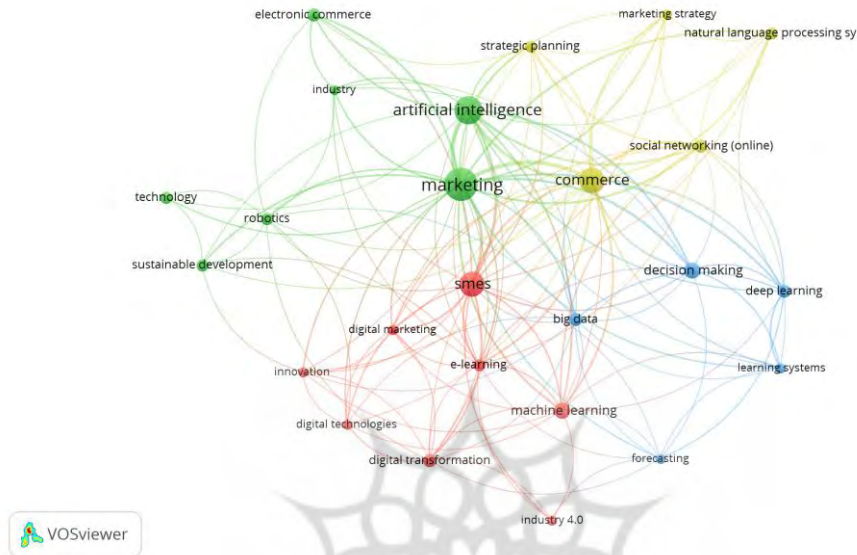 electronic commerce
marketing strategy
natural language processing sy
strategic planning
industry
artificial intelligence
social networking (online)
marketing
commerce
technology
robotics
sustainable development
decision making
smes
deep learning
big data
digital marketing
e-learning
learning systems
innovation
machine learning
digital technologies
digital transformation
forecasting
industry 4.0
VOSviewer